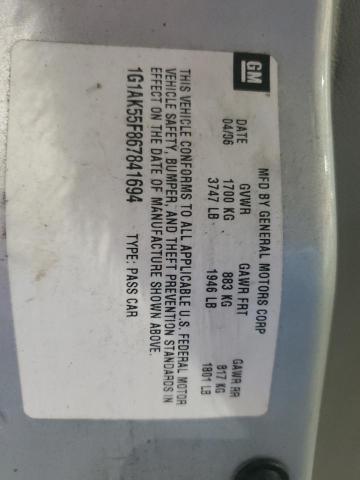 GM
MFD BY GENERAL MOTORS CORP
DATE GVWR GAWR FRT GAWR RR
04/06 1700 KG 883 KG 817 KG
3747 LB 1946 LB 1801 LB
THIS VEHICLE CONFORMS TO ALL APPLICABLE U.S. FEDERAL MOTOR
VEHICLE SAFETY, BUMPER, AND THEFT PREVENTION STANDARDS IN
EFFECT ON THE DATE OF MANUFACTURE SHOWN ABOVE.
1G1AK55F867841694 TYPE: PASS CAR